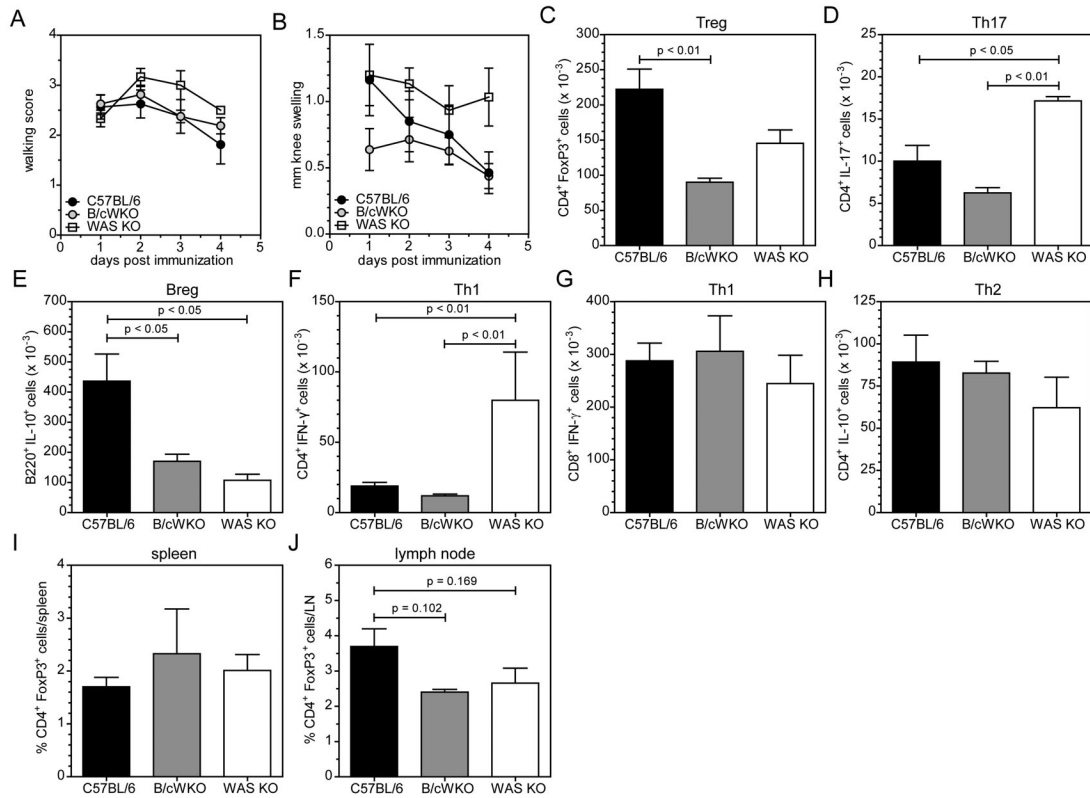 A
walking score
4
3
2
1
0
C57BL/6
B/cWKO
WAS KO
0 1 2 3 4 5
days post immunization
B
mm knee swelling
1.5
1.0
0.5
0.0
C57BL/6
B/cWKO
WAS KO
0 1 2 3 4 5
days post immunization
C
Treg
CD4⁺ FoxP3⁺ cells (x 10⁻³)
300
250
200
150
100
50
0
p < 0.01
C57BL/6 B/cWKO WAS KO
D
Th17
CD4⁺ IL-17⁺ cells (x 10⁻³)
25
20
15
10
5
0
p < 0.05
p < 0.01
C57BL/6 B/cWKO WAS KO
E
Breg
B220⁺ IL-10⁺ cells (x 10⁻³)
700
600
500
400
300
200
100
0
p < 0.05
p < 0.05
C57BL/6 B/cWKO WAS KO
F
Th1
CD4⁺ IFN-γ⁺ cells (x 10⁻³)
150
100
50
0
p < 0.01
p < 0.01
C57BL/6 B/cWKO WAS KO
G
Th1
CD8⁺ IFN-γ⁺ cells (x 10⁻³)
400
300
200
100
0
C57BL/6 B/cWKO WAS KO
H
Th2
CD4⁺ IL-10⁺ cells (x 10⁻³)
125
100
75
50
25
0
C57BL/6 B/cWKO WAS KO
I
spleen
% CD4⁺ FoxP3⁺ cells/spleen
4
3
2
1
0
C57BL/6 B/cWKO WAS KO
J
lymph node
% CD4⁺ FoxP3⁺ cells/LN
6
5
4
3
2
1
0
p = 0.169
p = 0.102
C57BL/6 B/cWKO WAS KO